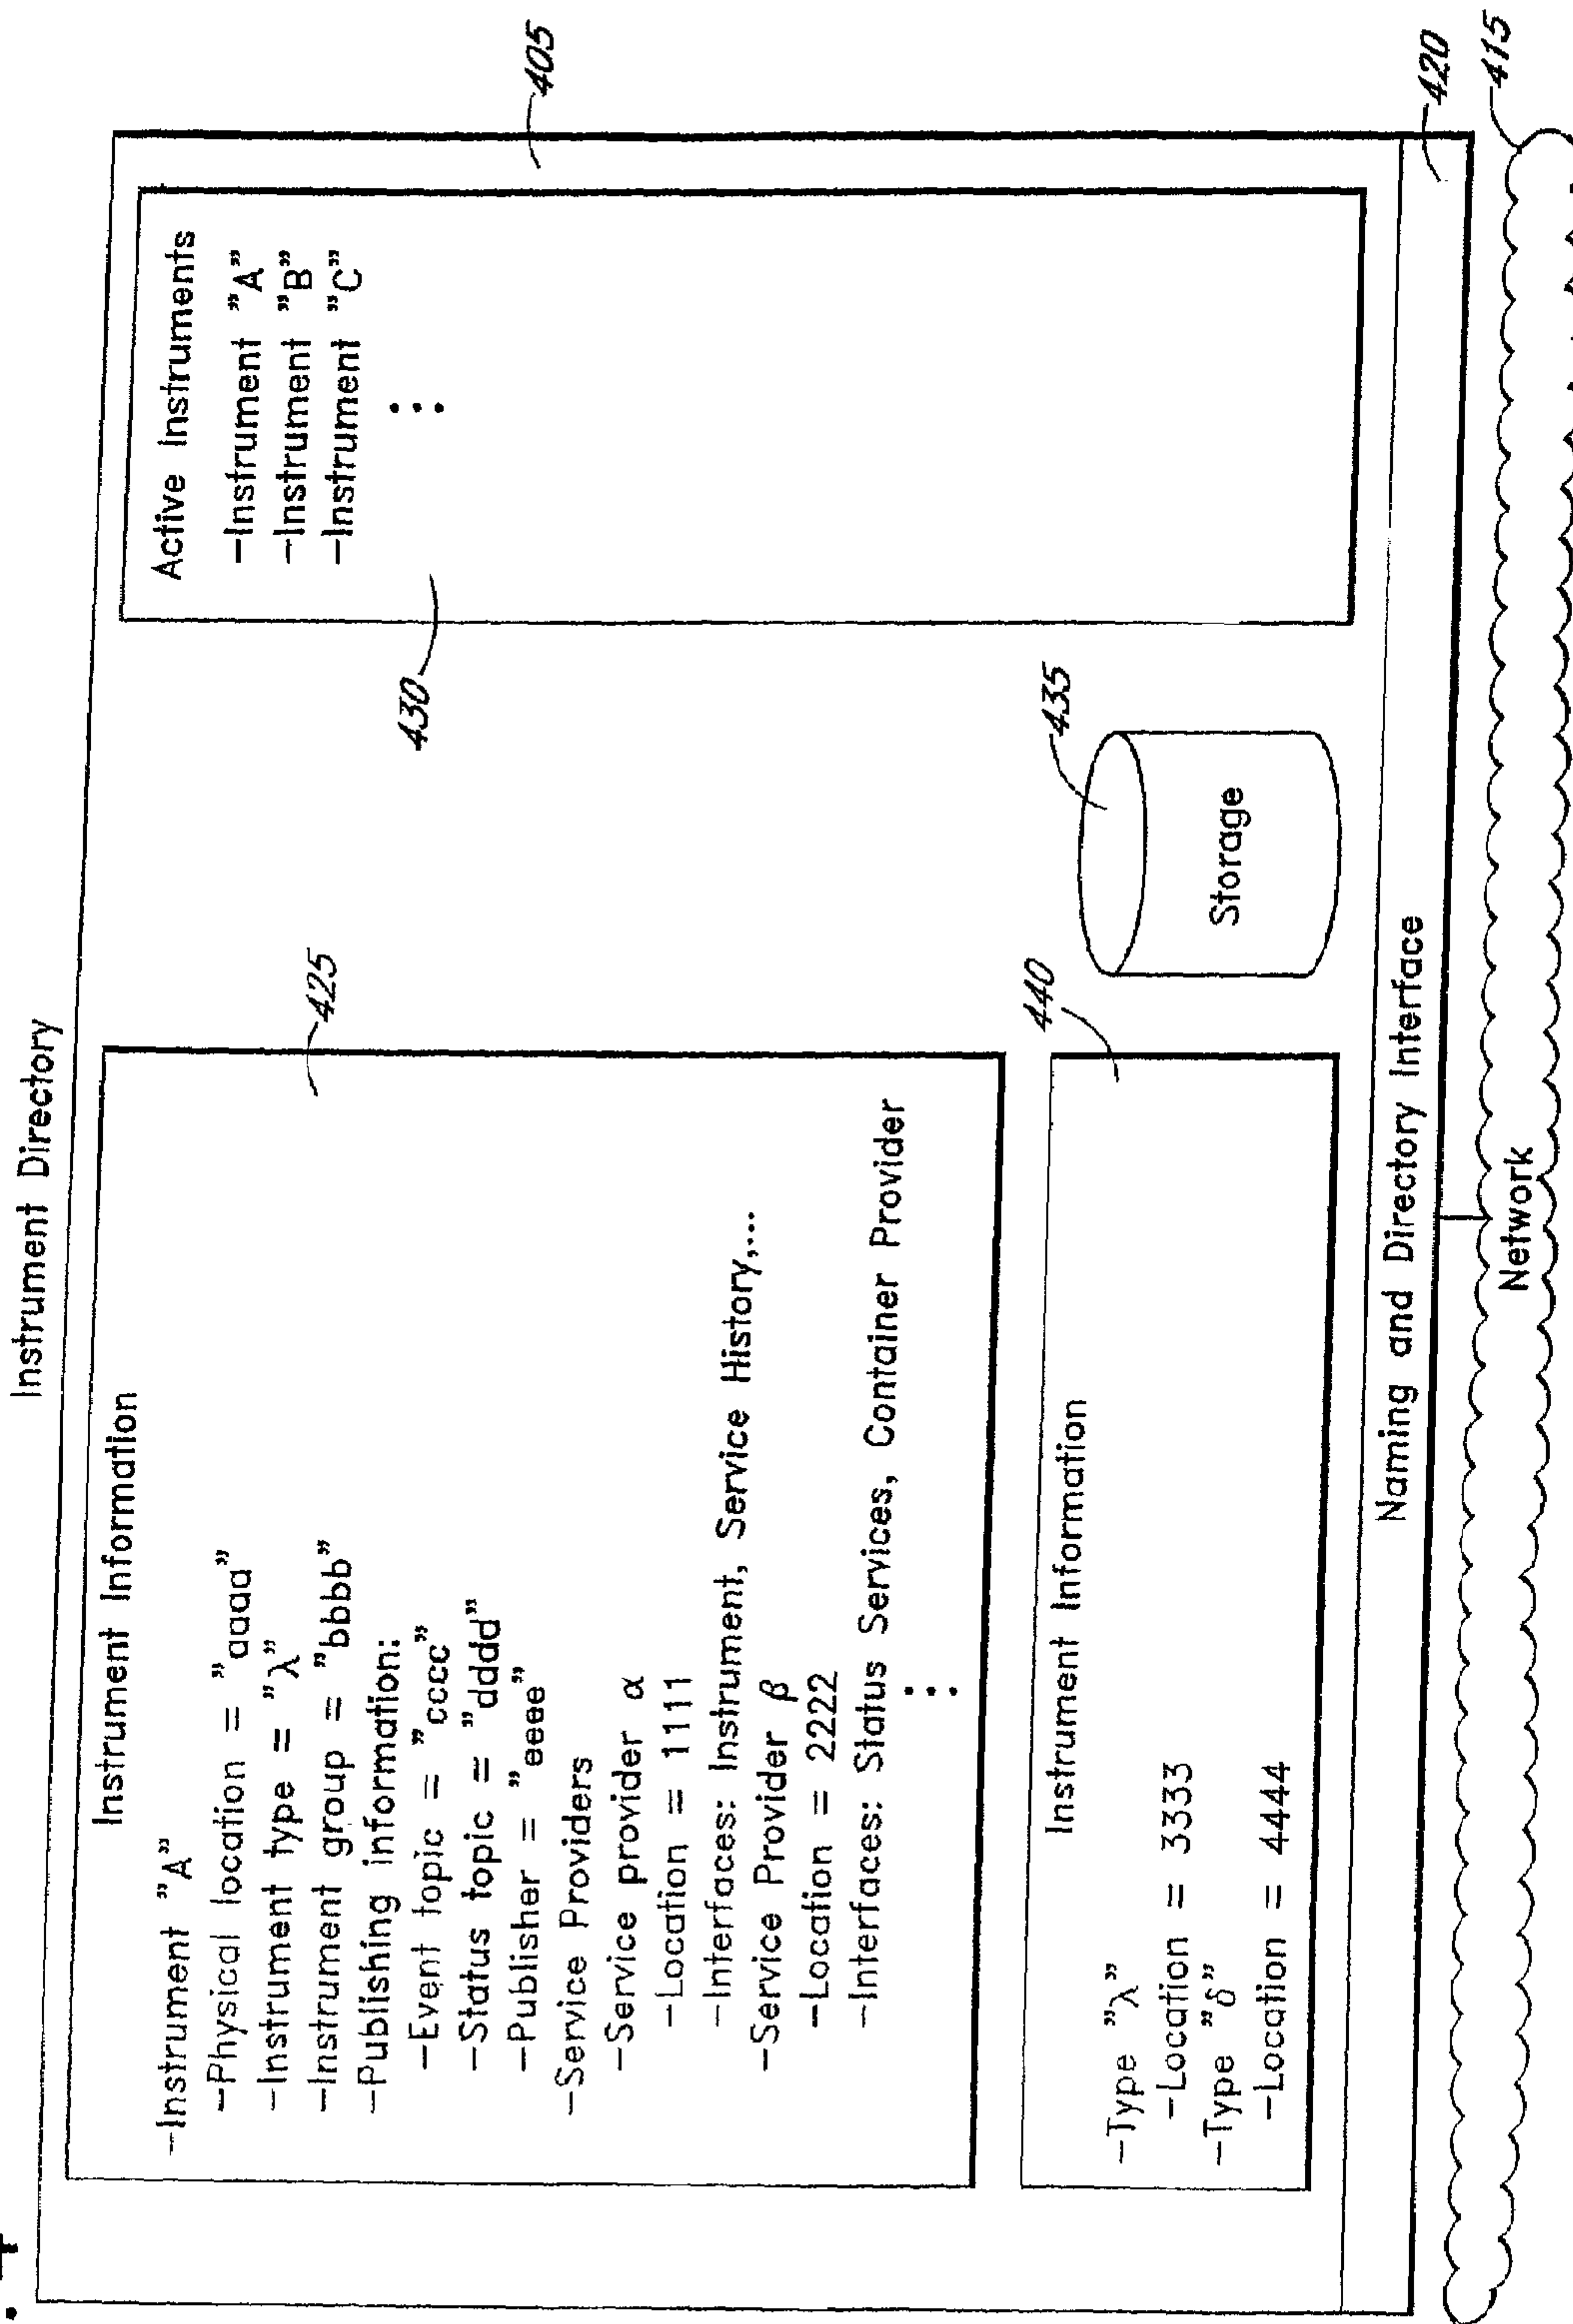 Instrument Directory
Instrument Information
425
—Instrument "A"
—Physical location = "aaaa"
—Instrument type = "λ"
—Instrument group = "bbbb"
—Publishing information:
—Event topic = "cccc"
—Status topic = "dddd"
—Publisher = "eeee"
—Service Providers
—Service provider α
—Location = 1111
—Interfaces: Instrument, Service History,...
—Service Provider β
—Location = 2222
—Interfaces: Status Services, Container Provider
Active Instruments
—Instrument "A"
—Instrument "B"
—Instrument "C"
405
430
435
Storage
440
Instrument Information
—Type "λ"
—Location = 3333
—Type "δ"
—Location = 4444
Naming and Directory Interface
420
Network
415